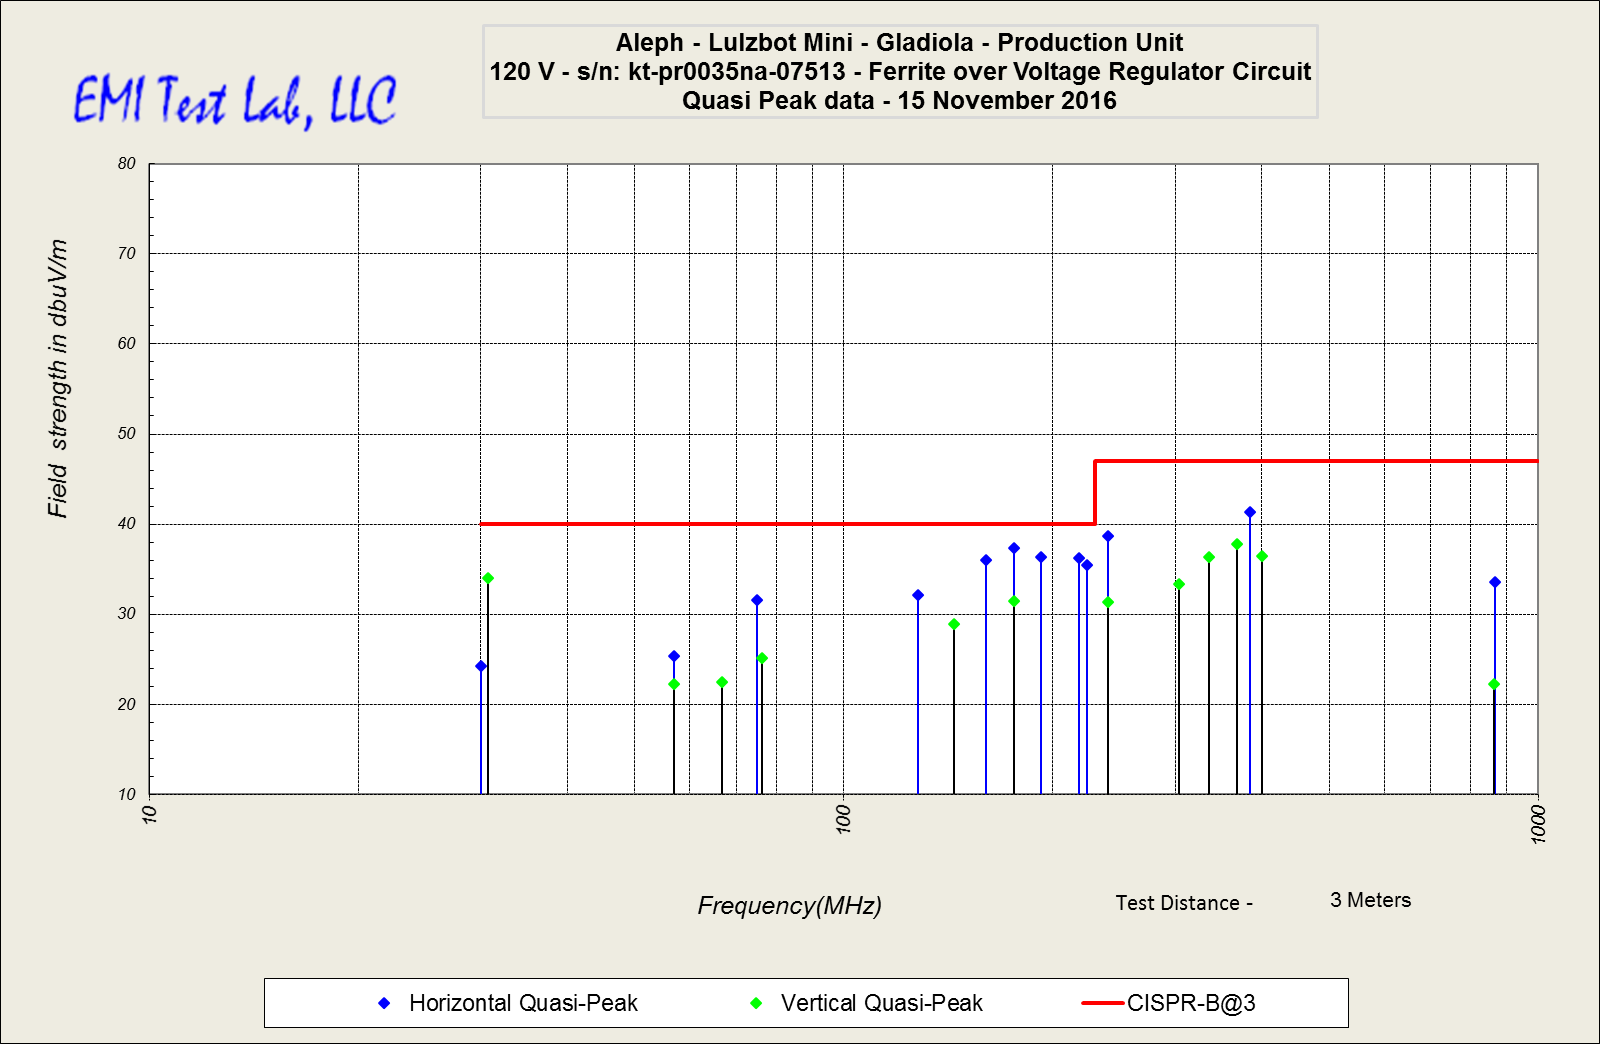 Aleph - Lulzbot Mini - Gladiola - Production Unit
120 V - s/n: kt-pr0035na-07513 - Ferrite over Voltage Regulator Circuit
Quasi Peak data - 15 November 2016
EMI Test Lab, LLC
Field strength in dbuV/m
80
70
60
50
40
30
20
10
10
100
1000
Frequency(MHz)
Test Distance -
3 Meters
Horizontal Quasi-Peak
Vertical Quasi-Peak
CISPR-B@3